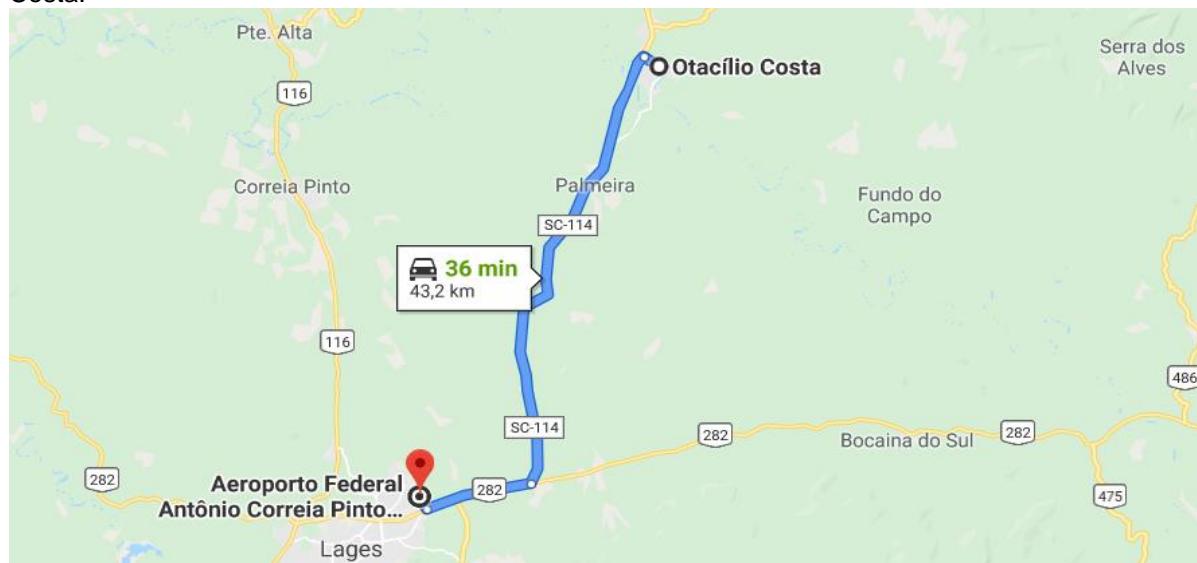 Pte. Alta
Serra dos
Alves
Otacílio Costa
116
Correia Pinto
Palmeira
Fundo do
Campo
SC-114
36 min
43,2 km
116
486
SC-114
282
Bocaina do Sul
282
282
Aeroporto Federal
Antônio Correia Pinto...
282
475
Lages